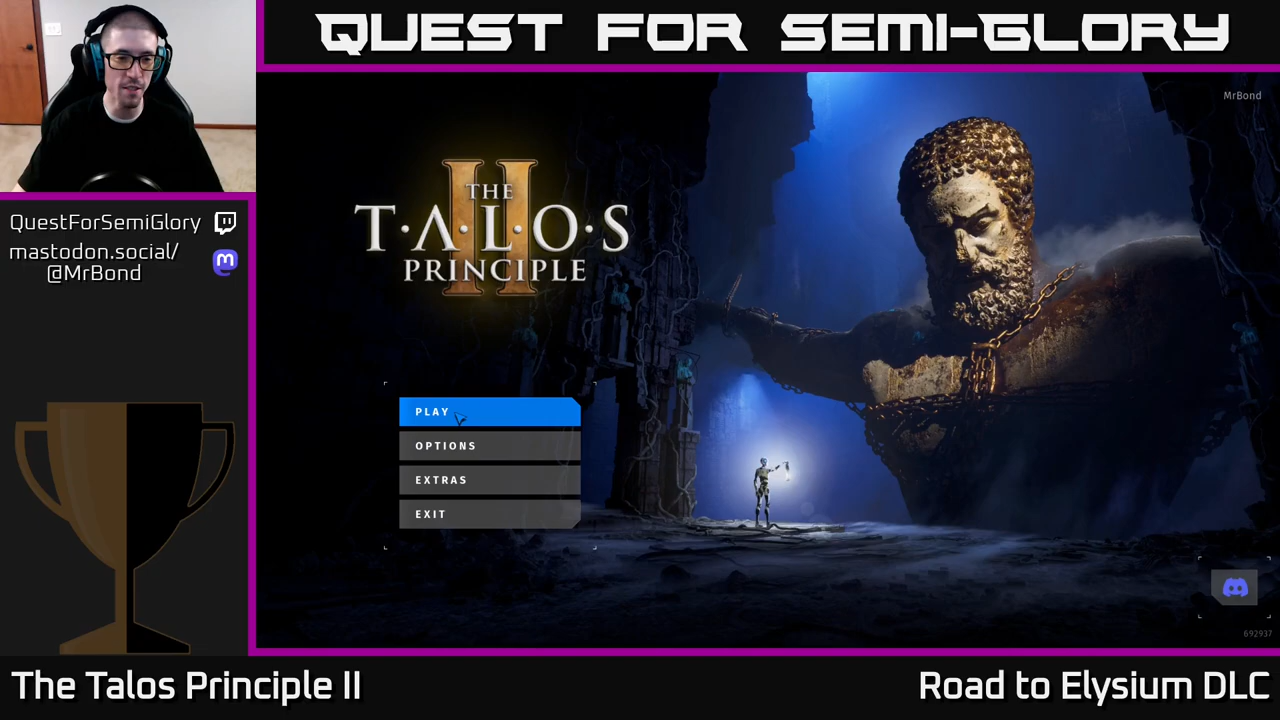 QUEST FOR SEMI-GLORY
MrBond
QuestForSemiGlory
mastodon.social/
@MrBond
II
THE
T·A·L·O·S
PRINCIPLE
PLAY
OPTIONS
EXTRAS
EXIT
692937
The Talos Principle II
Road to Elysium DLC